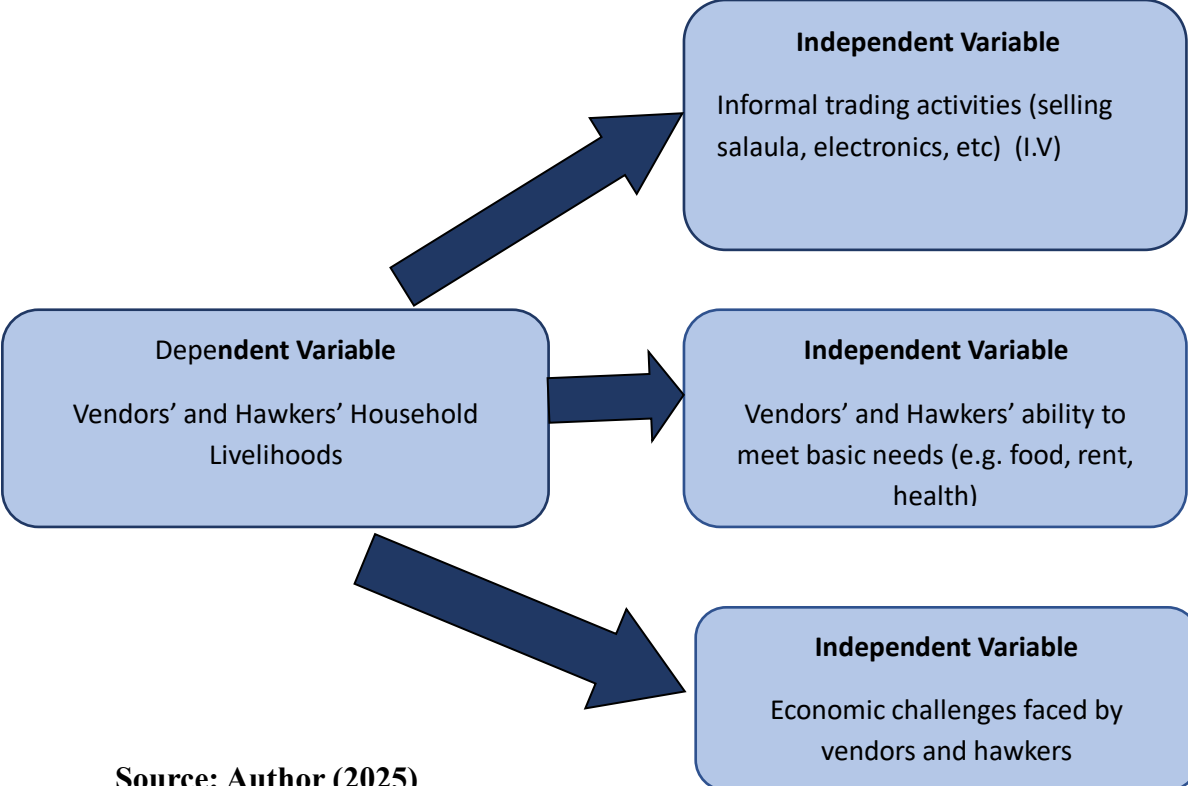 Independent Variable
Informal trading activities (selling
salaula, electronics, etc)  (I.V)
Dependent Variable
Vendors’ and Hawkers’ Household
Livelihoods
Independent Variable
Vendors’ and Hawkers’ ability to
meet basic needs (e.g. food, rent,
health)
Independent Variable
Economic challenges faced by
vendors and hawkers
Source: Author (2025)